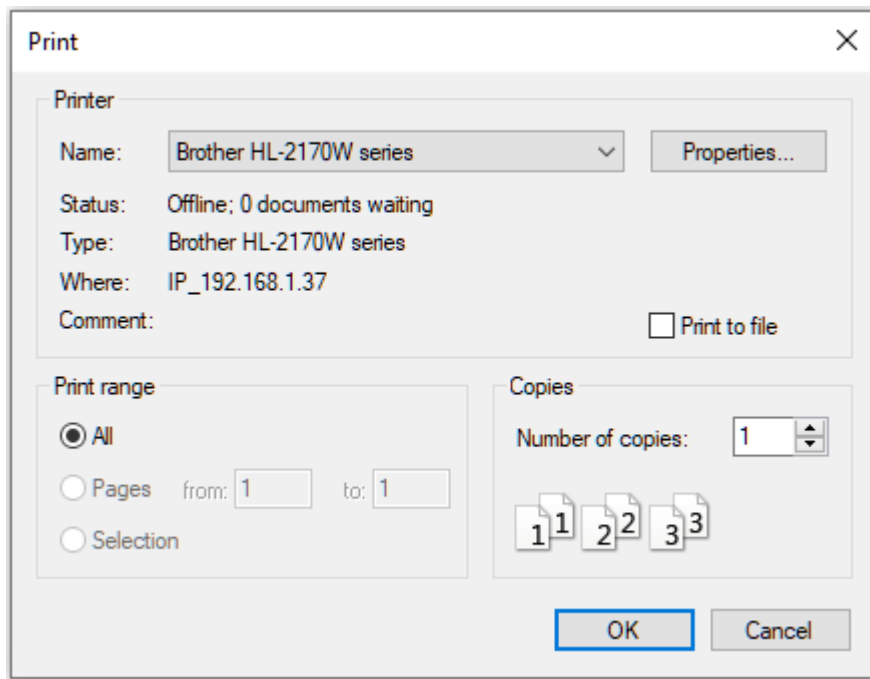 Print
Printer
Name: Brother HL-2170W series Properties...
Status: Offline; 0 documents waiting
Type: Brother HL-2170W series
Where: IP_192.168.1.37
Comment: Print to file
Print range
All
Pages from: 1 to: 1
Selection
Copies
Number of copies: 1
1 1 2 2 3 3
OK Cancel